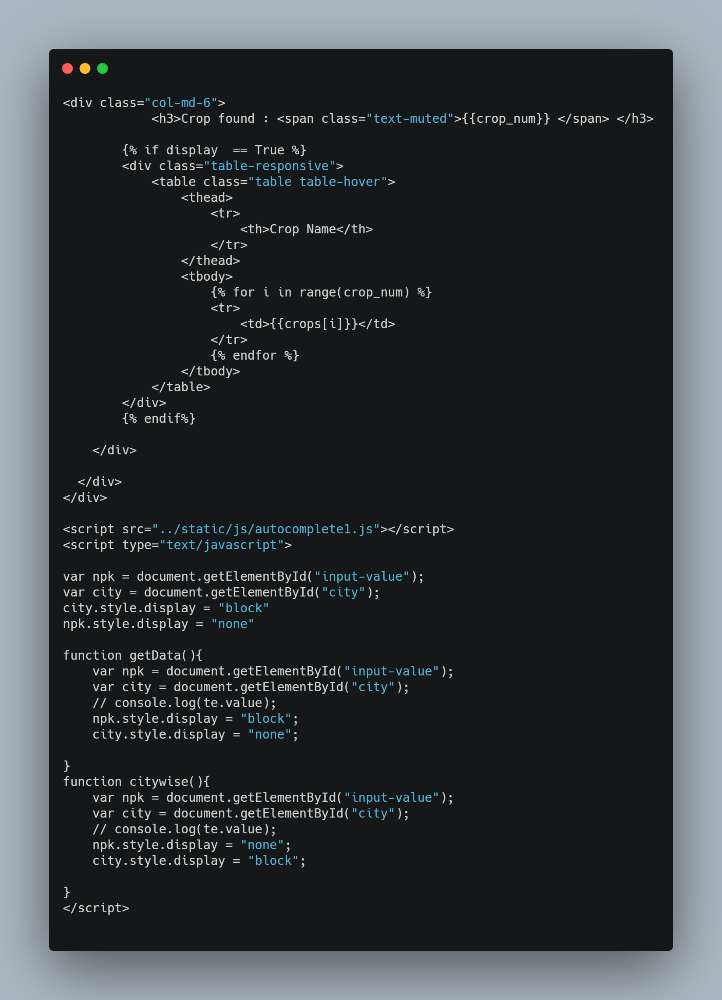 <div class="col-md-6">
            <h3>Crop found : <span class="text-muted">{{crop_num}} </span> </h3>

        {% if display  == True %}
        <div class="table-responsive">
            <table class="table table-hover">
                <thead>
                    <tr>
                        <th>Crop Name</th>
                    </tr>
                </thead>
                <tbody>
                    {% for i in range(crop_num) %}
                    <tr>
                        <td>{{crops[i]}}</td>
                    </tr>
                    {% endfor %}
                </tbody>
            </table>
        </div>
        {% endif%}

    </div>

  </div>
</div>

<script src="../static/js/autocomplete1.js"></script>
<script type="text/javascript">

var npk = document.getElementById("input-value");
var city = document.getElementById("city");
city.style.display = "block"
npk.style.display = "none"

function getData(){
    var npk = document.getElementById("input-value");
    var city = document.getElementById("city");
    // console.log(te.value);
    npk.style.display = "block";
    city.style.display = "none";

}
function citywise(){
    var npk = document.getElementById("input-value");
    var city = document.getElementById("city");
    // console.log(te.value);
    npk.style.display = "none";
    city.style.display = "block";

}
</script>